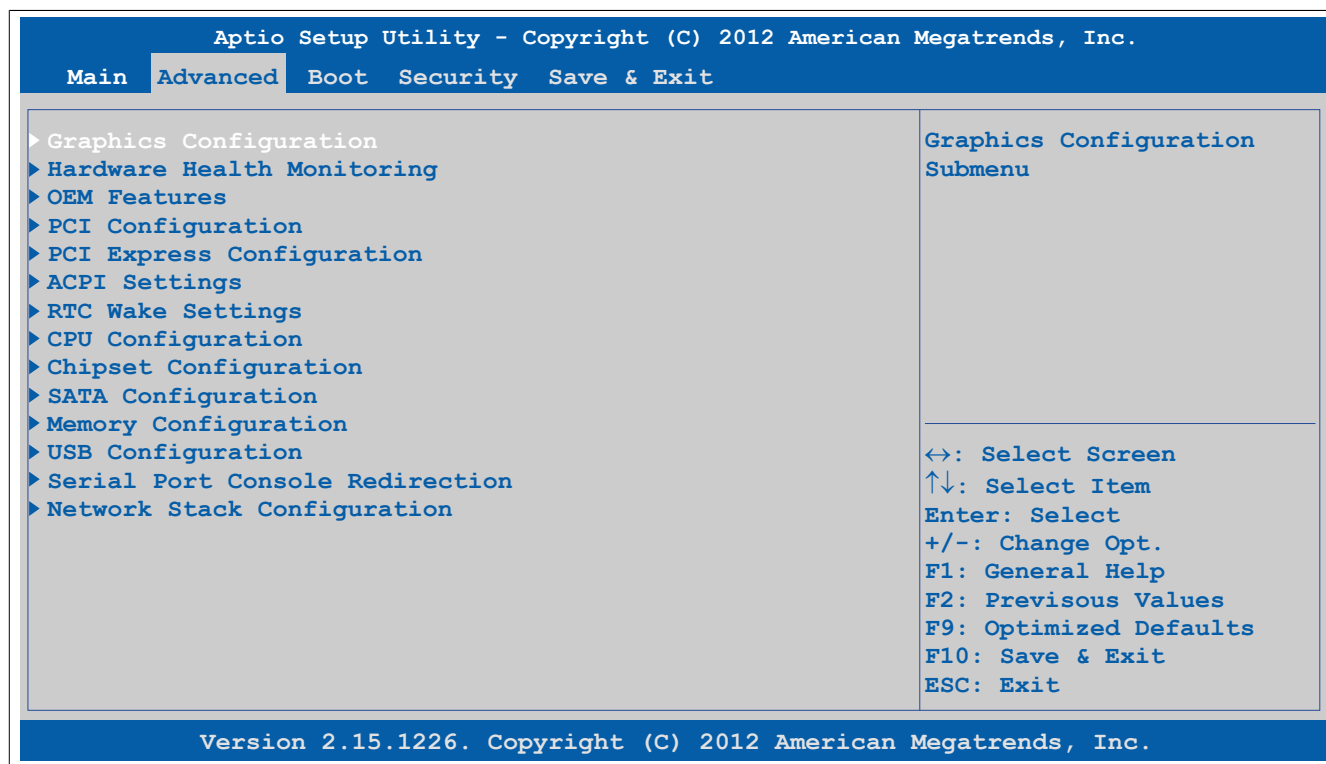 Aptio Setup Utility - Copyright (C) 2012 American Megatrends, Inc.
Main Advanced Boot Security Save & Exit
Graphics Configuration
Hardware Health Monitoring
OEM Features
PCI Configuration
PCI Express Configuration
ACPI Settings
RTC Wake Settings
CPU Configuration
Chipset Configuration
SATA Configuration
Memory Configuration
USB Configuration
Serial Port Console Redirection
Network Stack Configuration
Graphics Configuration
Submenu
↔: Select Screen
↑↓: Select Item
Enter: Select
+/-: Change Opt.
F1: General Help
F2: Previsous Values
F9: Optimized Defaults
F10: Save & Exit
ESC: Exit
Version 2.15.1226. Copyright (C) 2012 American Megatrends, Inc.